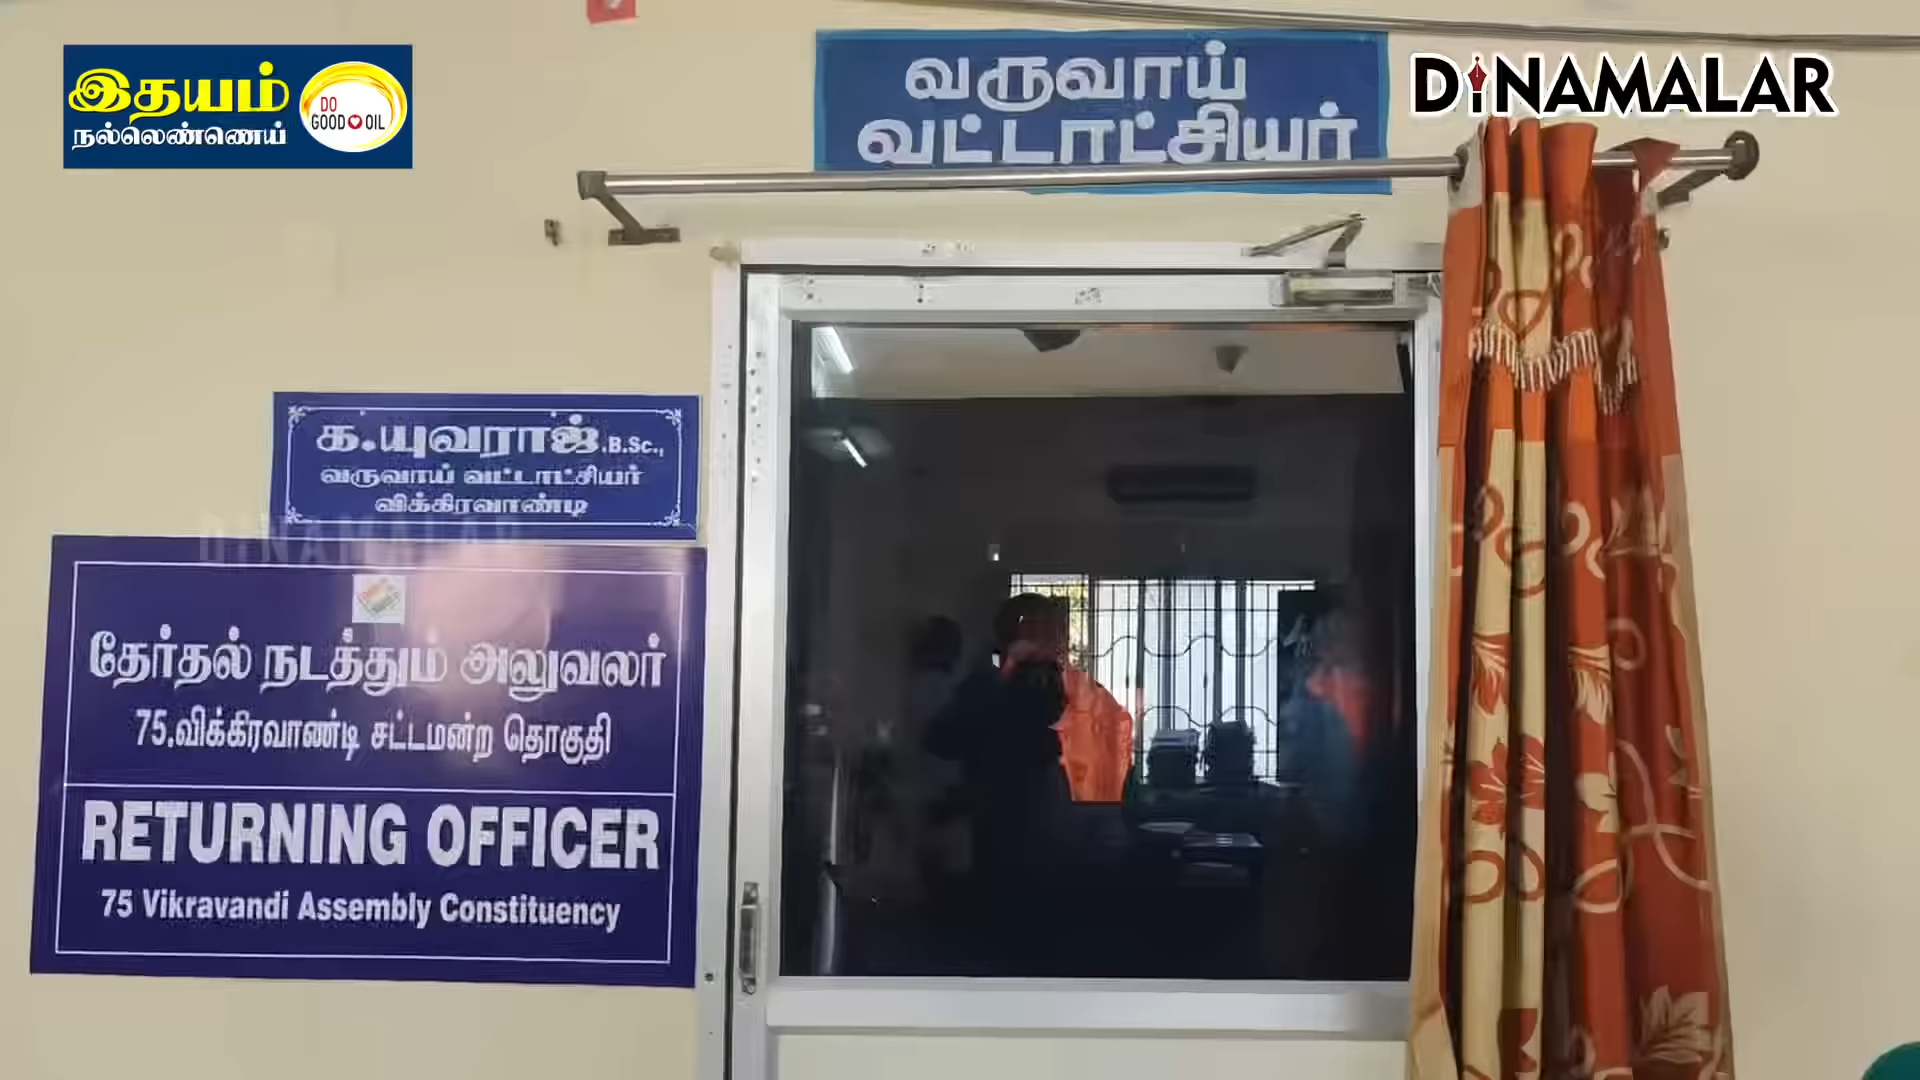 இதயம்
நல்லெண்ணெய்
DO
GOOD OIL
DINAMALAR
வருவாய்
வட்டாட்சியர்
க.யுவராஜ்.B.Sc.,
வருவாய் வட்டாட்சியர்
விக்கிரவாண்டி
DINAMALAR
தேர்தல் நடத்தும் அலுவலர்
75.விக்கிரவாண்டி சட்டமன்ற தொகுதி
RETURNING OFFICER
75 Vikravandi Assembly Constituency